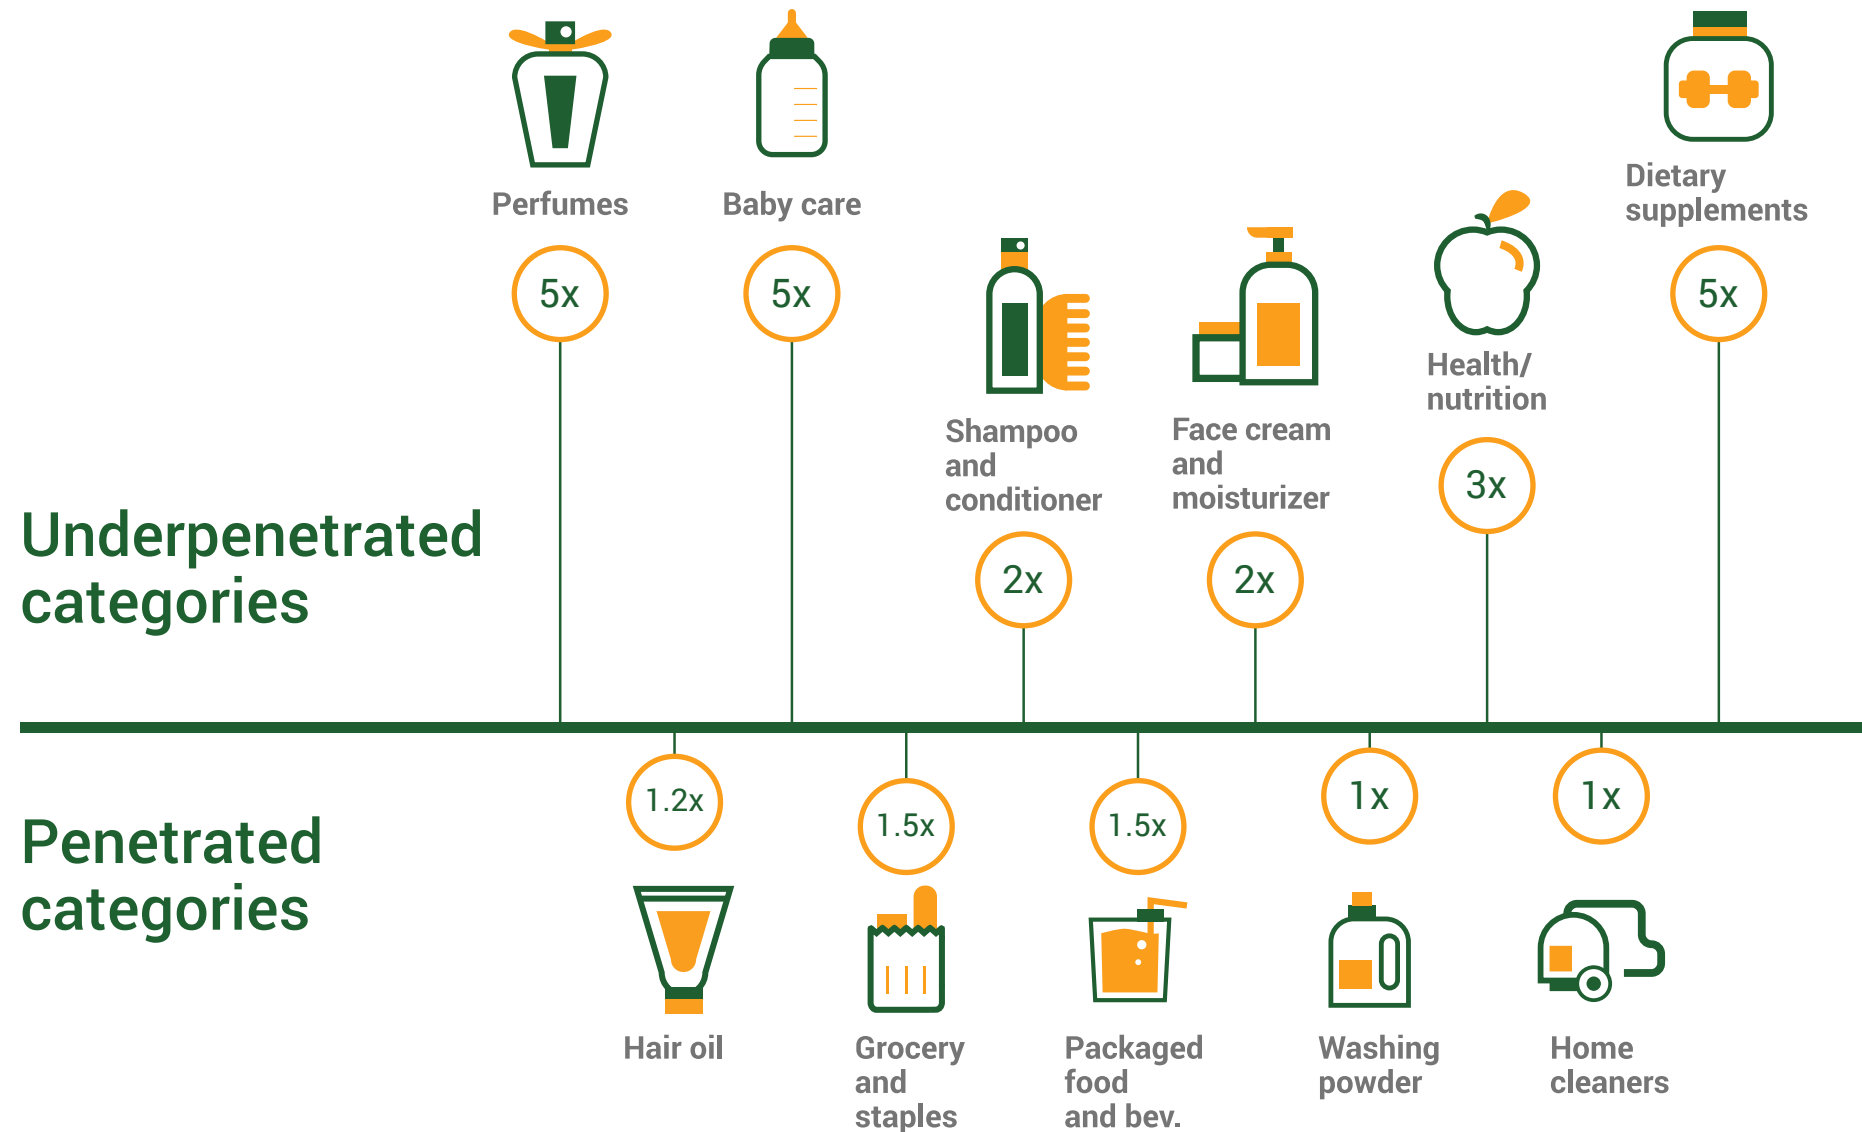 Perfumes
5x
Baby care
5x
Shampoo
and
conditioner
2x
Face cream
and
moisturizer
2x
Health/
nutrition
3x
Dietary
supplements
5x
Underpenetrated
categories
Penetrated
categories
1.2x
Hair oil
1.5x
Grocery
and
staples
1.5x
Packaged
food
and bev.
1x
Washing
powder
1x
Home
cleaners